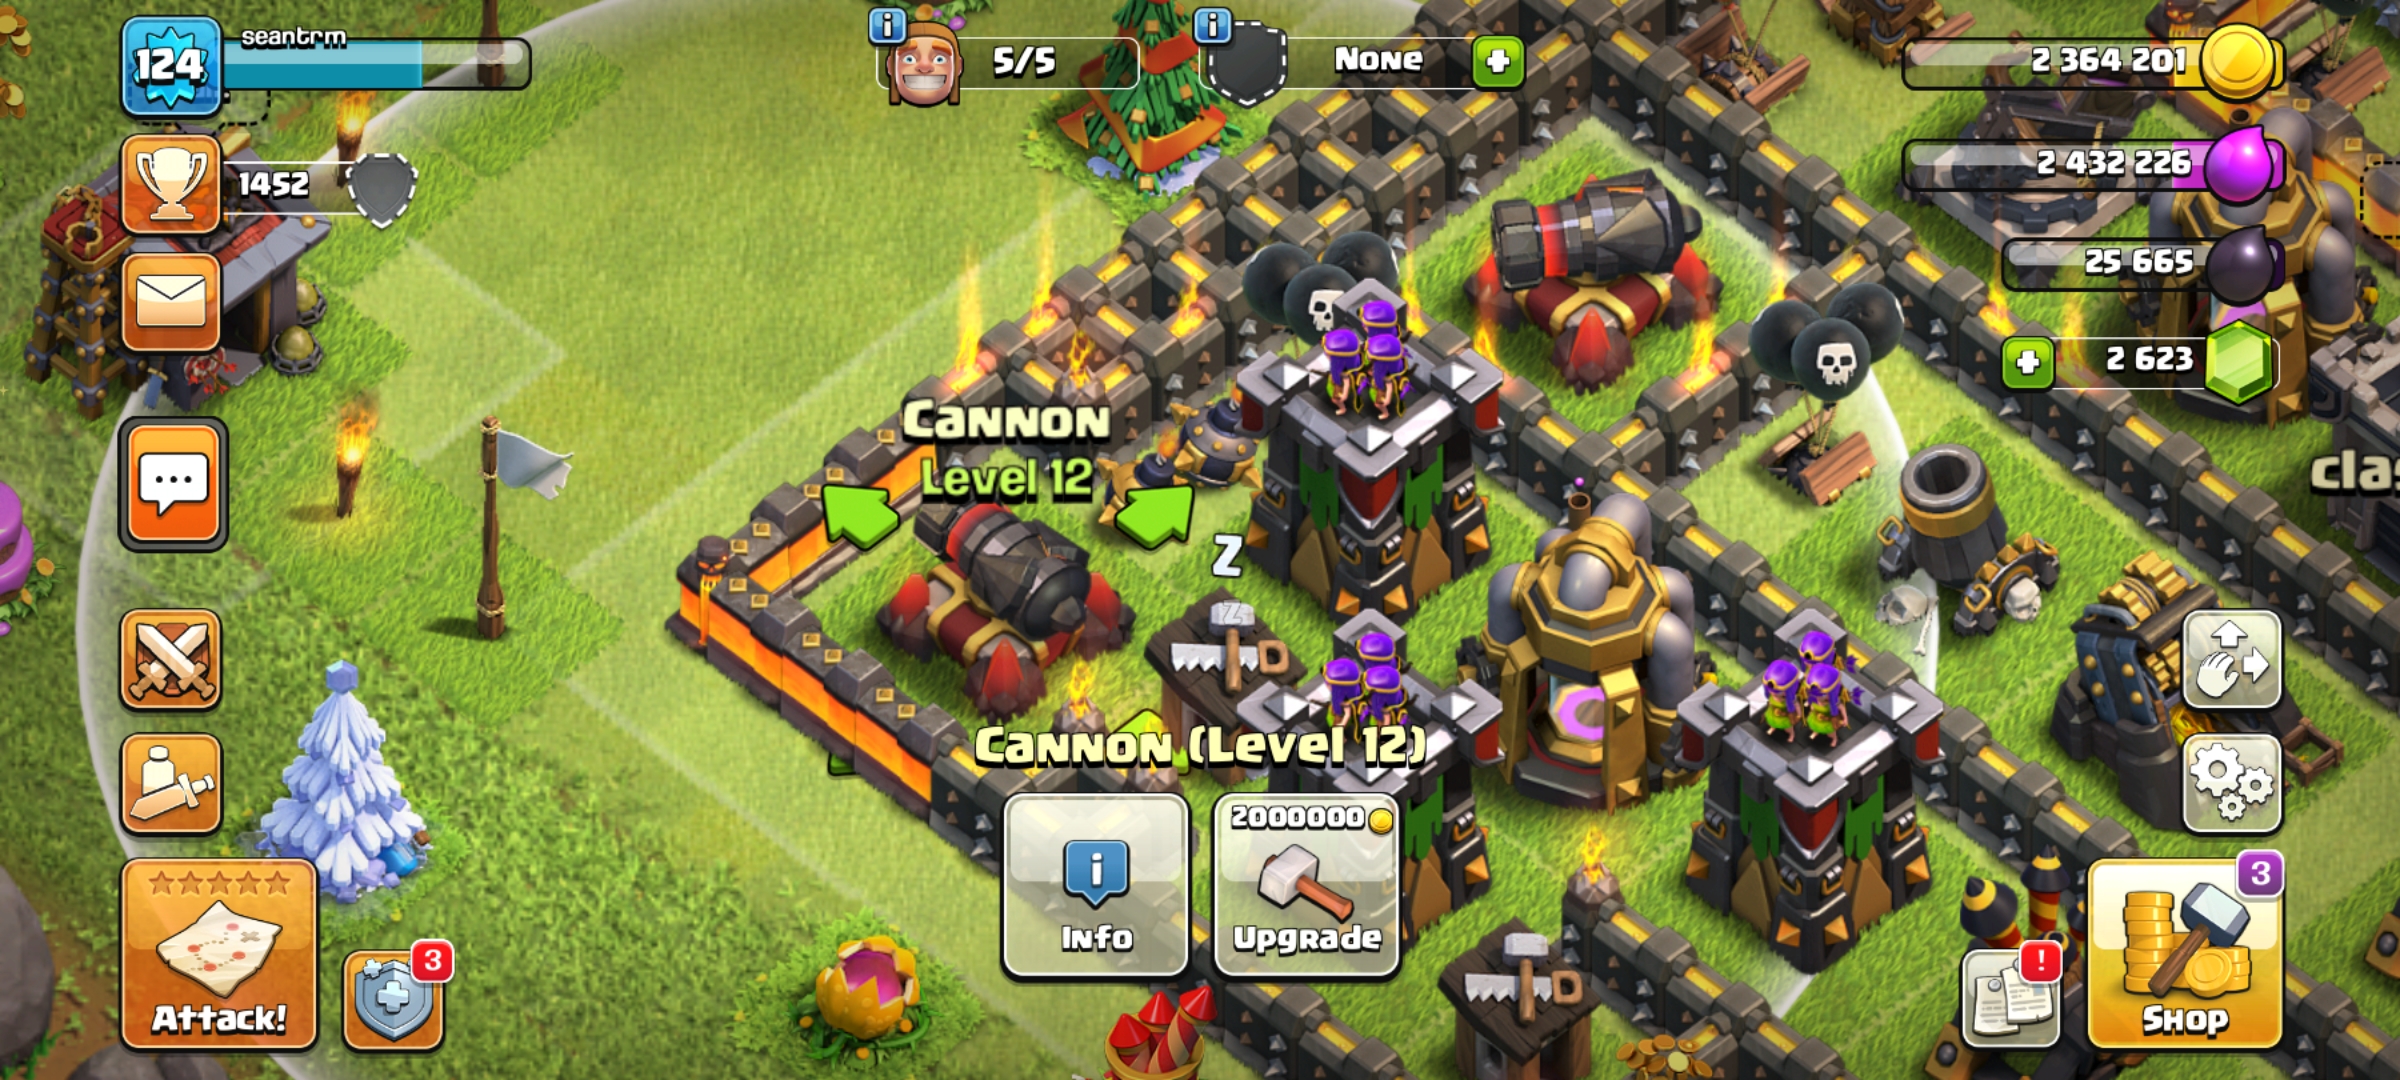 124
seantrm
5/5
None
2 364 201
1452
2 432 226
25 665
2 623
Cannon
Level 12
clas
Z
Z
Cannon (Level 12)
2000000
Info
Upgrade
Attack!
3
!
3
Shop